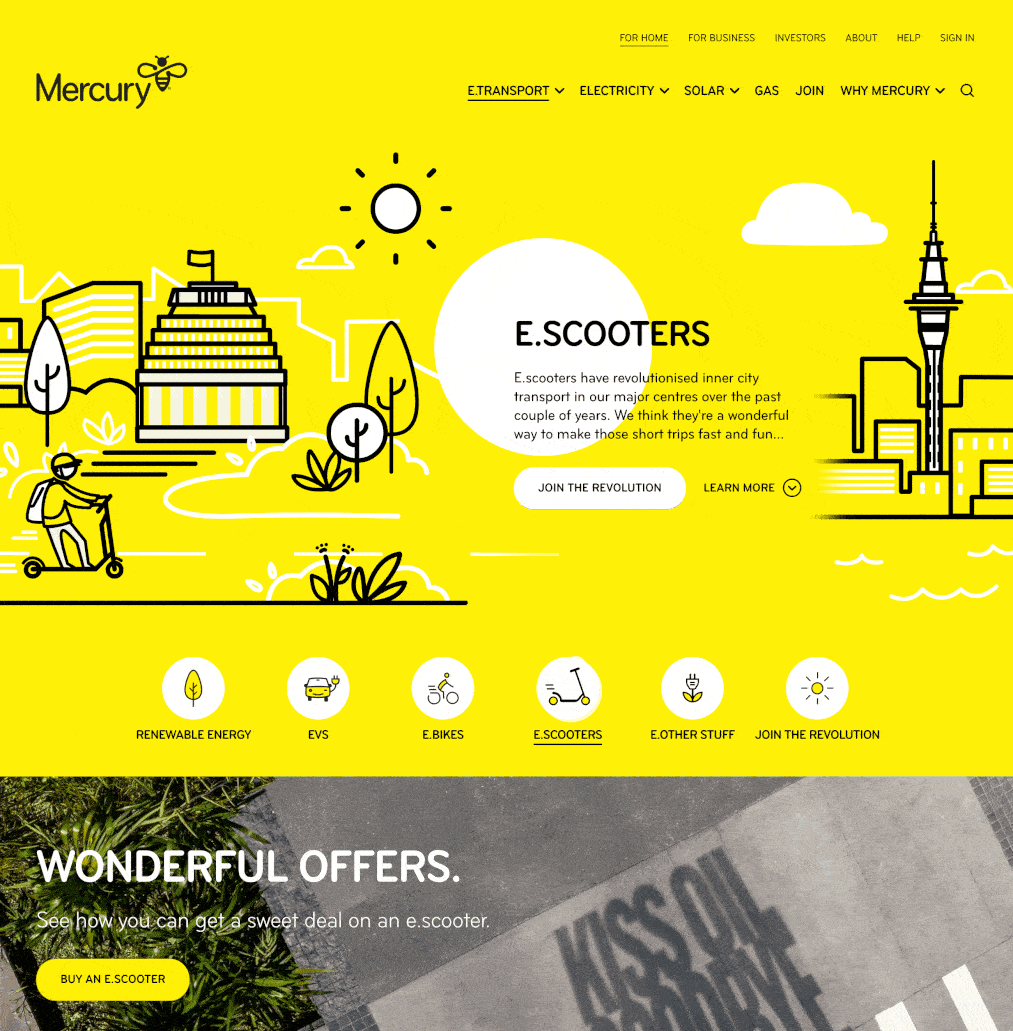 FOR HOME FOR BUSINESS INVESTORS ABOUT HELP SIGN IN
Mercury
E.TRANSPORT ELECTRICITY SOLAR GAS JOIN WHY MERCURY
E.SCOOTERS
E.scooters have revolutionised inner city
transport in our major centres over the past
couple of years. We think they're a wonderful
way to make those short trips fast and fun...
JOIN THE REVOLUTION LEARN MORE
RENEWABLE ENERGY EVS E.BIKES E.SCOOTERS E.OTHER STUFF JOIN THE REVOLUTION
WONDERFUL OFFERS.
See how you can get a sweet deal on an e.scooter.
BUY AN E.SCOOTER
KISS OIL
GOODBYE